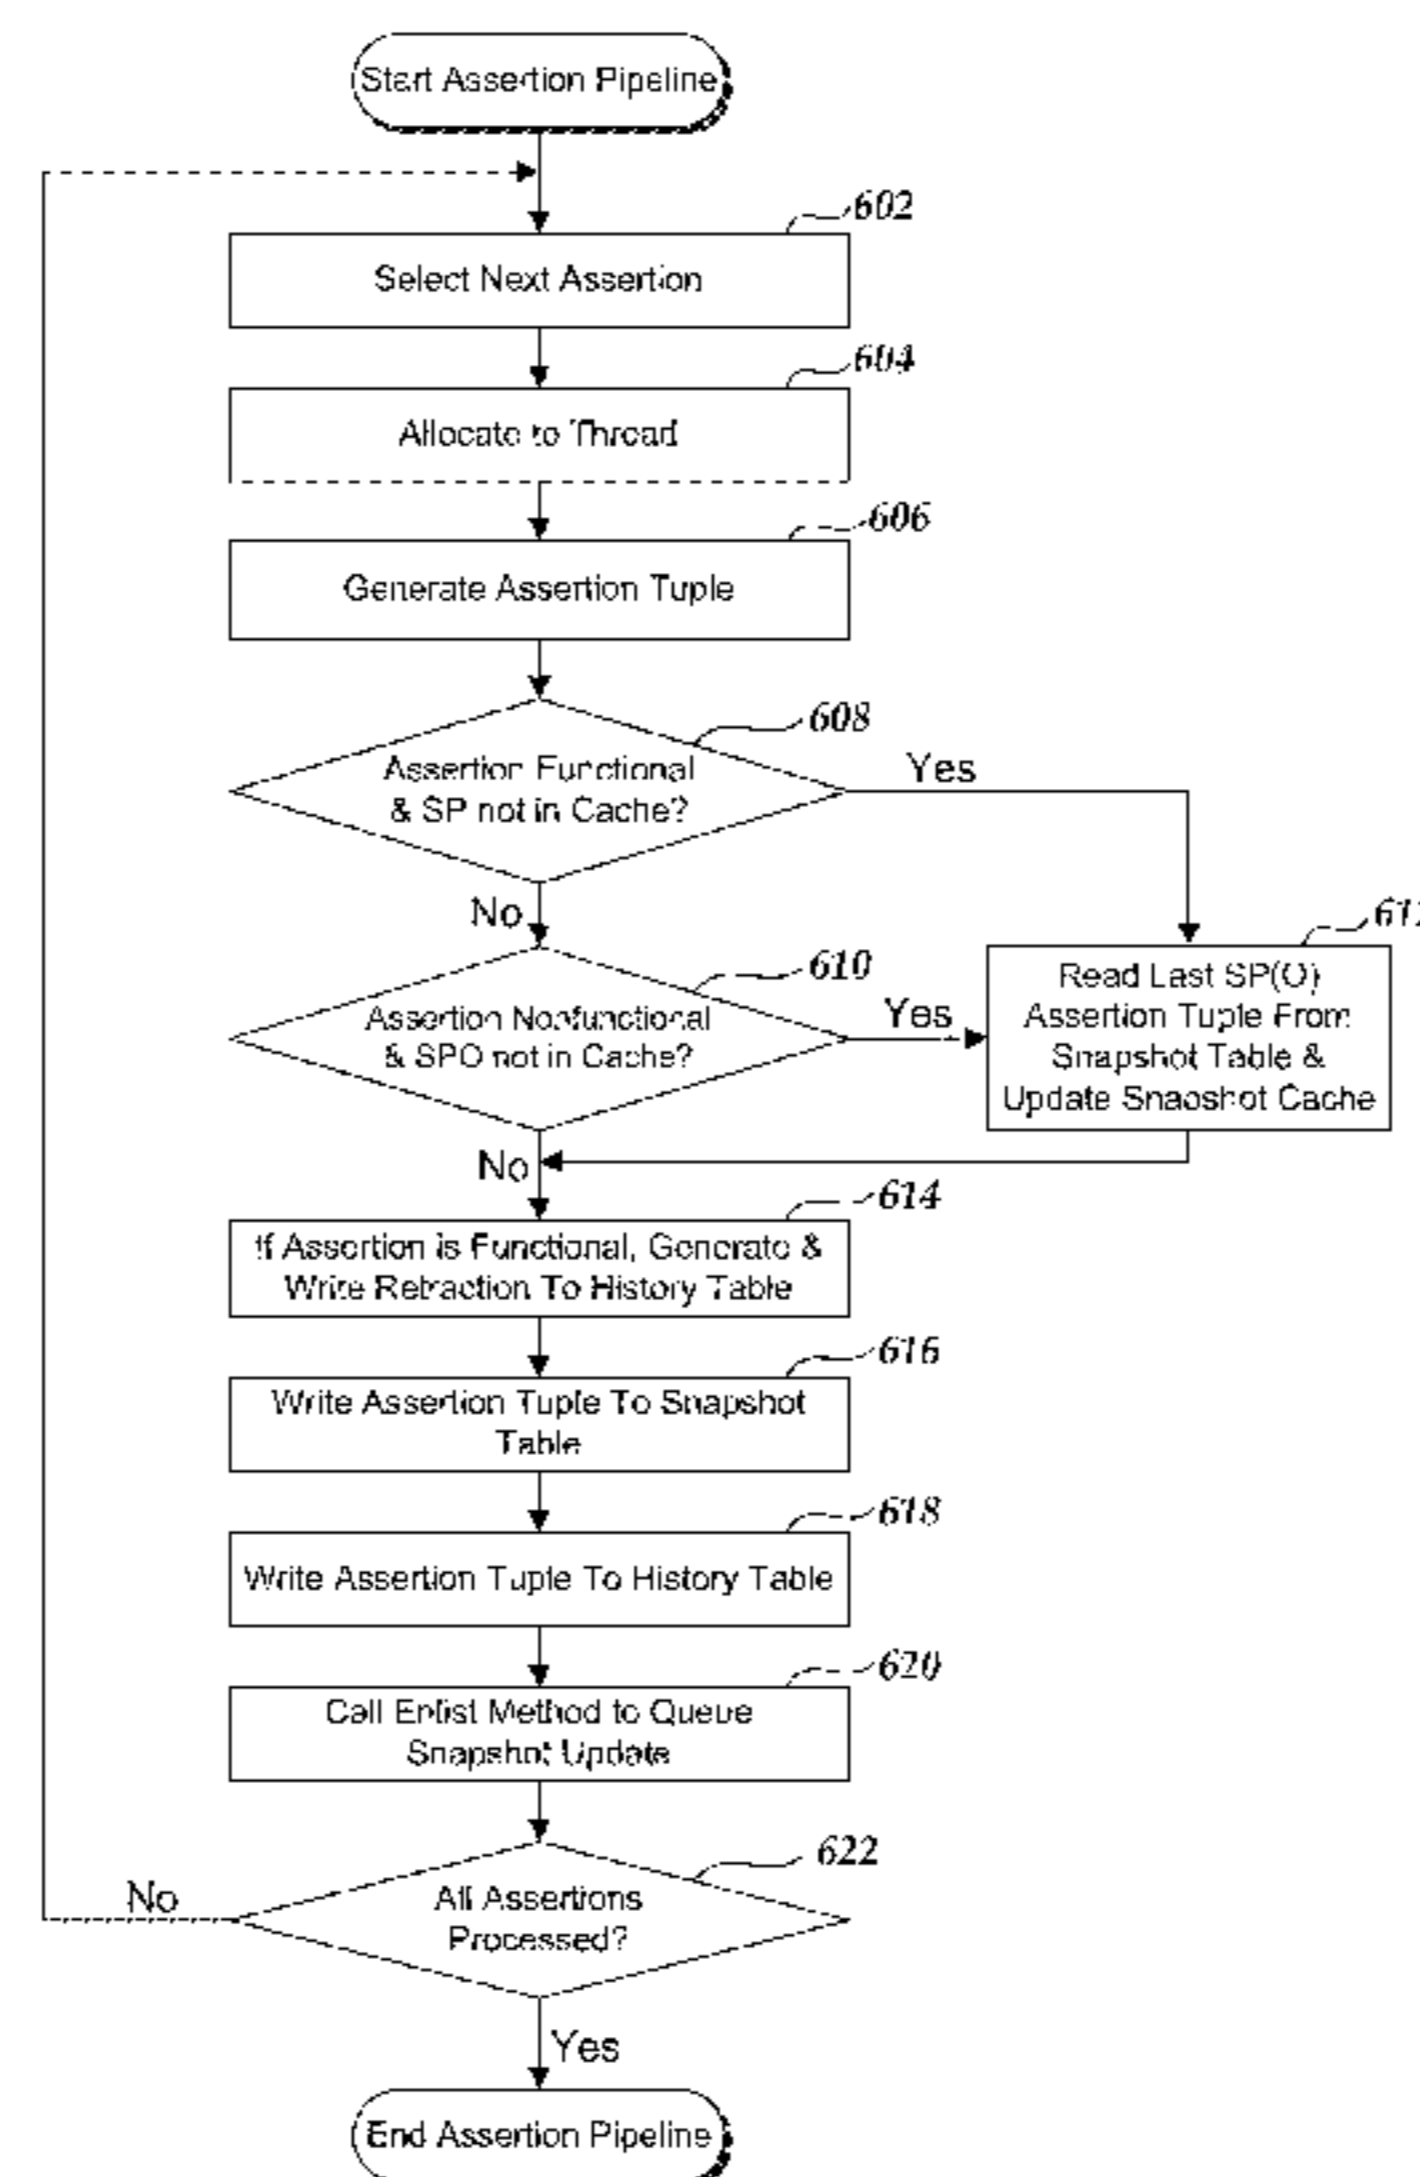 Start Assertion Pipeline
602
Select Next Assertion
604
Allocate to Thread
606
Generate Assertion Tuple
608
Assertion Functional
& SP not in Cache?
Yes
No
610
Assertion Nonfunctional
& SPO not in Cache?
Yes
Read Last SP(O)
Assertion Tuple From
Snapshot Table &
Update Snapshot Cache
No
614
If Assertion is Functional, Generate &
Write Retraction To History Table
616
Write Assertion Tuple To Snapshot
Table
618
Write Assertion Tuple To History Table
620
Call Enlist Method to Queue
Snapshot Update
622
All Assertions
Processed?
No
Yes
End Assertion Pipeline